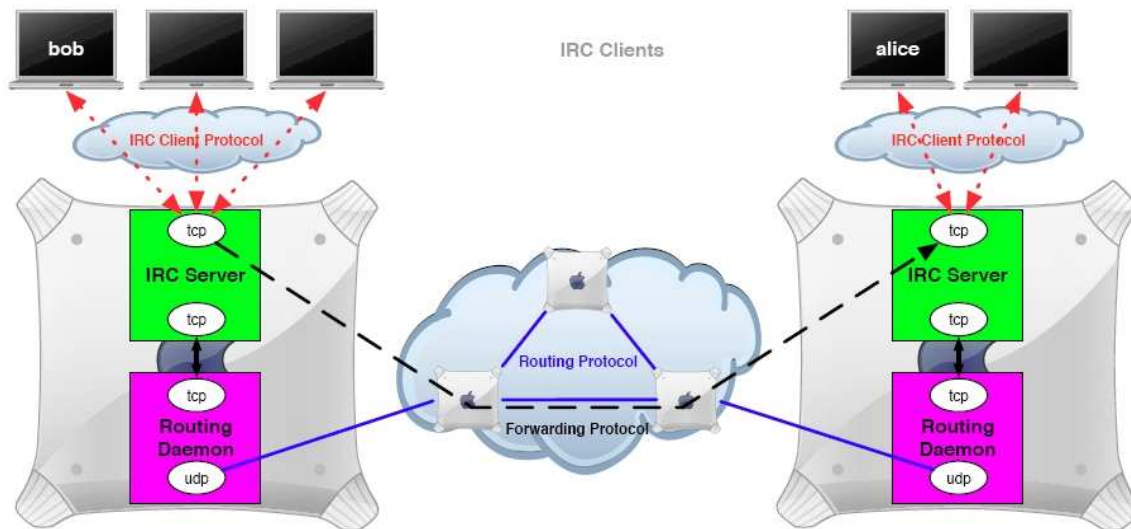 bob
IRC Clients
alice
IRC Client Protocol
IRC Client Protocol
tcp
IRC Server
tcp
tcp
Routing
Daemon
udp
Routing Protocol
Forwarding Protocol
tcp
IRC Server
tcp
tcp
Routing
Daemon
udp